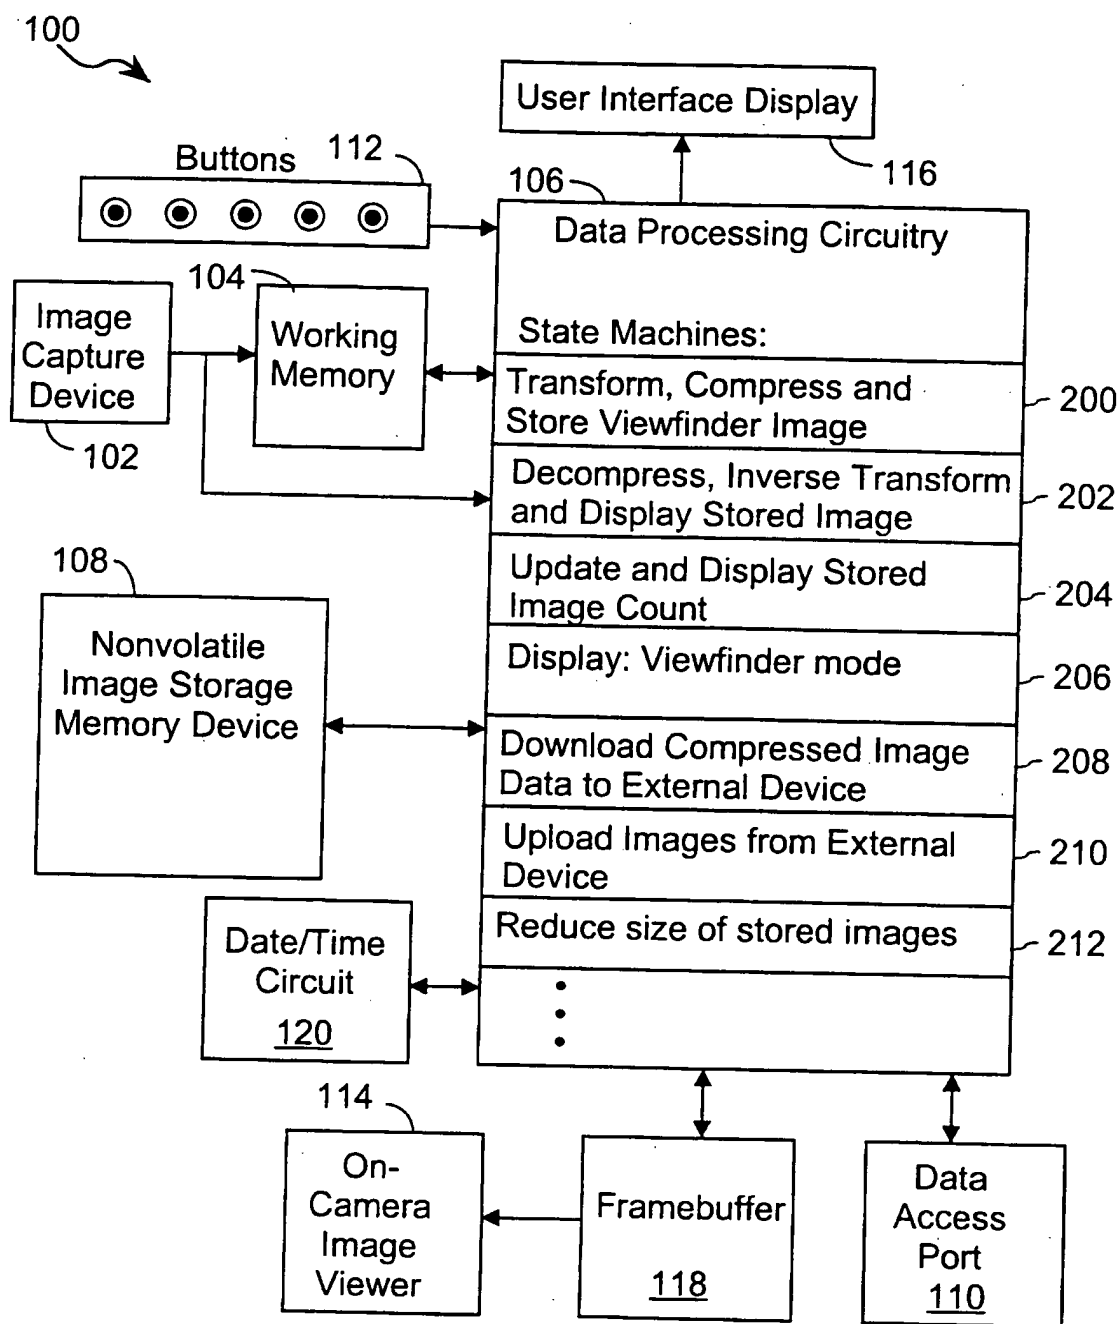 100
User Interface Display
116
Buttons
112
106
Data Processing Circuitry
State Machines:
104
Working
Memory
Image
Capture
Device
102
Transform, Compress and
Store Viewfinder Image
200
Decompress, Inverse Transform
and Display Stored Image
202
Update and Display Stored
Image Count
204
Display: Viewfinder mode
206
Download Compressed Image
Data to External Device
208
Upload Images from External
Device
210
Reduce size of stored images
212
108
Nonvolatile
Image Storage
Memory Device
Date/Time
Circuit
120
114
On-
Camera
Image
Viewer
Framebuffer
118
Data
Access
Port
110